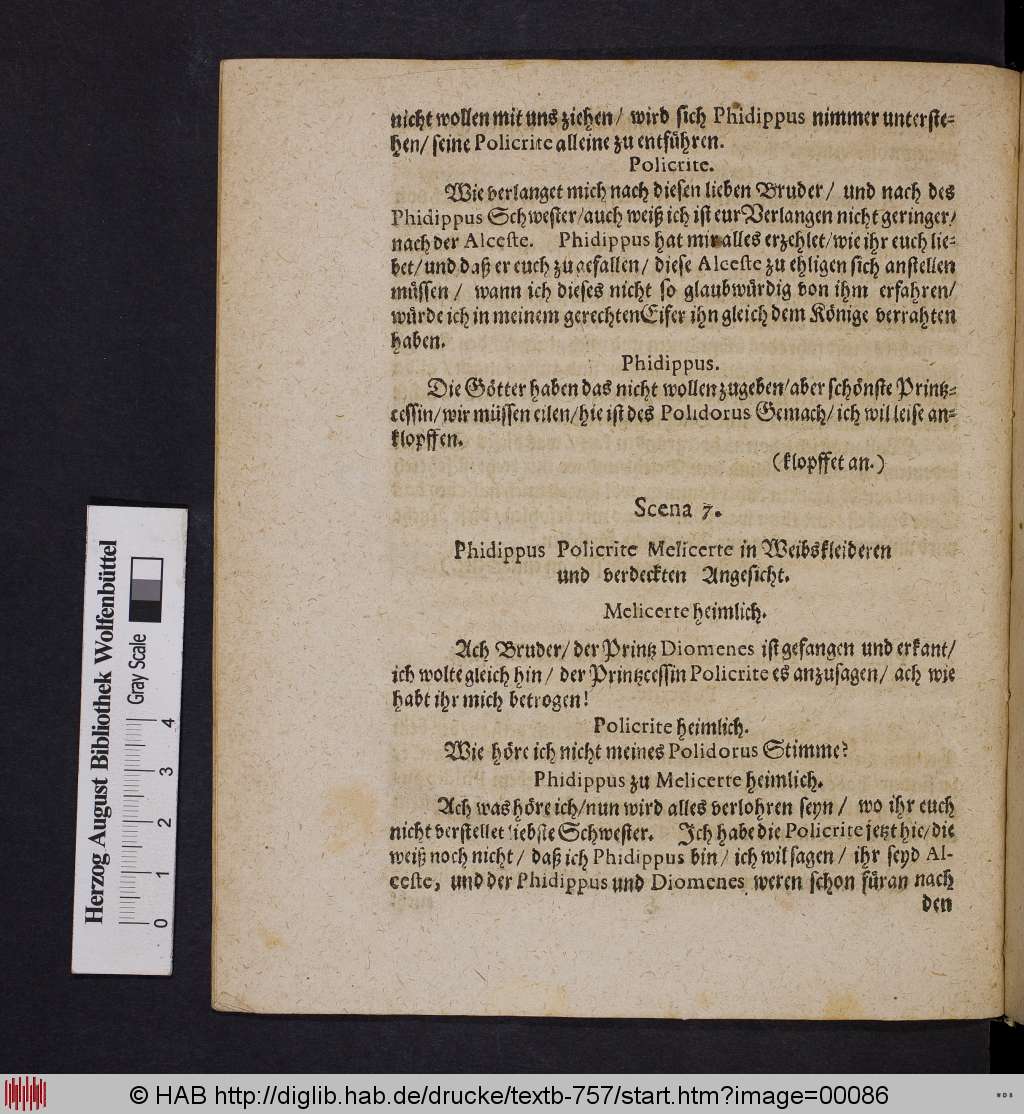 nicht wollen mit uns ziehen/ wird sich Phidippus nimmer unterste-
hen/ seine Policrite alleine zu entführen.
Policrite.
Wie verlanget mich nach diesen lieben Bruder/ und nach des
Phidippus Schwester/ auch weiß ich ist eur Verlangen nicht geringer/
nach der Alceste. Phidippus hat mir alles erzehlet/ wie ihr euch lie-
bet/ und daß er euch zu gefallen/ diese Alceste zu ehligen sich anstellen
müssen/ wann ich dieses nicht so glaubwürdig von ihm erfahren/
würde ich in meinem gerechten Eifer ihn gleich dem Könige verrahten
haben.
Phidippus.
Die Götter haben das nicht wollen zugeben/ aber schönste Printz-
cessin/ wir müssen eilen/ hie ist des Polidorus Gemach/ ich wil leise an-
klopffen.
(klopffet an.)
Scena 7.
Phidippus Policrite Melicerte in Weibskleideren
und verdeckten Angesicht.
Melicerte heimlich.
Ach Bruder/ der Printz Diomenes ist gefangen und erkant/
ich wolte gleich hin/ der Printzcessin Policrite es anzusagen/ ach wie
habt ihr mich betrogen!
Policrite heimlich.
Wie höre ich nicht meines Polidorus Stimme?
Phidippus zu Melicerte heimlich.
Ach was höre ich/ nun wird alles verlohren seyn/ wo ihr euch
nicht verstellet liebste Schwester. Ich habe die Policrite jetzt hie/ die
weiß noch nicht/ daß ich Phidippus bin/ ich wil sagen/ ihr seyd Al-
ceste, und der Phidippus und Diomenes weren schon füran nach
den
Herzog August Bibliothek Wolfenbüttel
Gray Scale
0 1 2 3 4
© HAB http://diglib.hab.de/drucke/textb-757/start.htm?image=00086